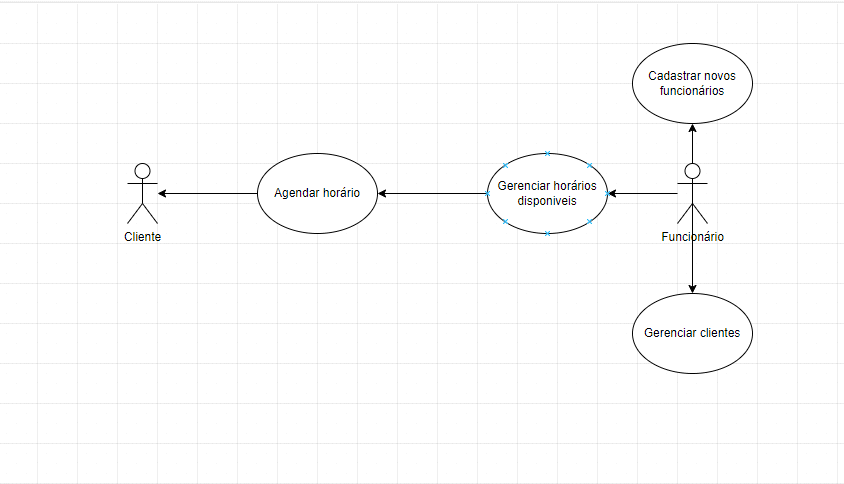 Cadastrar novos
funcionários
Cliente
Agendar horário
Gerenciar horários
disponiveis
Funcionário
Gerenciar clientes